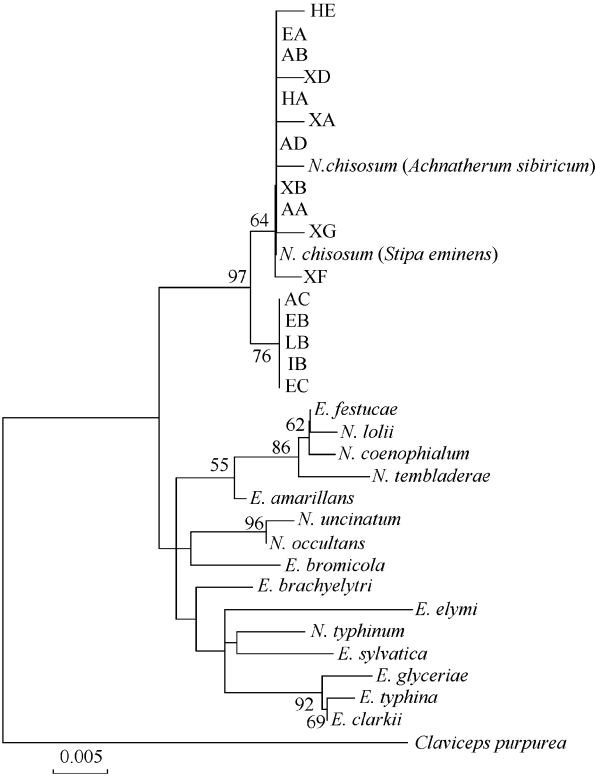 HE
EA
AB
XD
HA
XA
AD
N.chisosum (Achnatherum sibiricum)
XB
AA
64
XG
N. chisosum (Stipa eminens)
97
XF
AC
EB
LB
76
IB
EC
E. festucae
62
N. lolii
86
N. coenophialum
55
N. tembladerae
E. amarillans
96
N. uncinatum
N. occultans
E. bromicola
E. brachyelytri
E. elymi
N. typhinum
E. sylvatica
E. glyceriae
92
E. typhina
69
E. clarkii
Claviceps purpurea
0.005